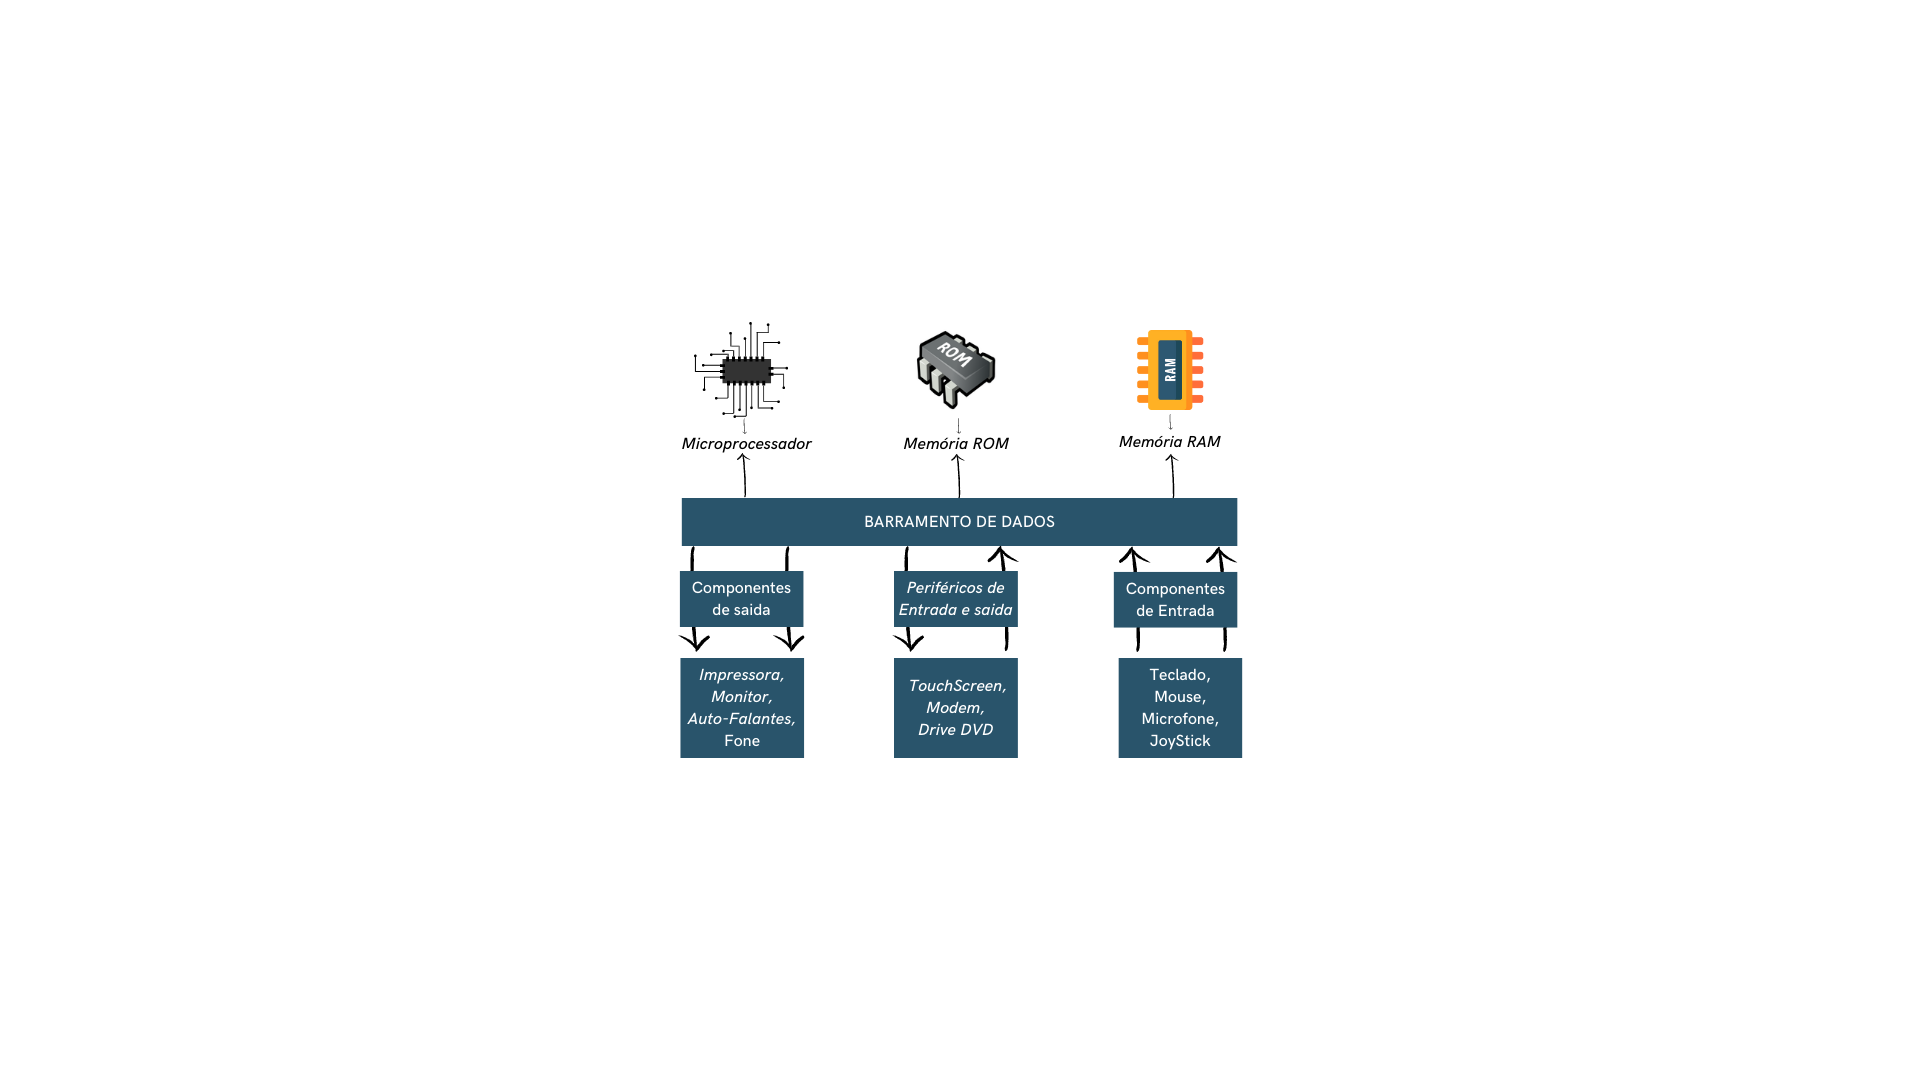 ROM
RAM
Microprocessador
Memória ROM
Memória RAM
BARRAMENTO DE DADOS
Componentes
de saida
Periféricos de
Entrada e saida
Componentes
de Entrada
Impressora,
Monitor,
Auto-Falantes,
Fone
TouchScreen,
Modem,
Drive DVD
Teclado,
Mouse,
Microfone,
JoyStick